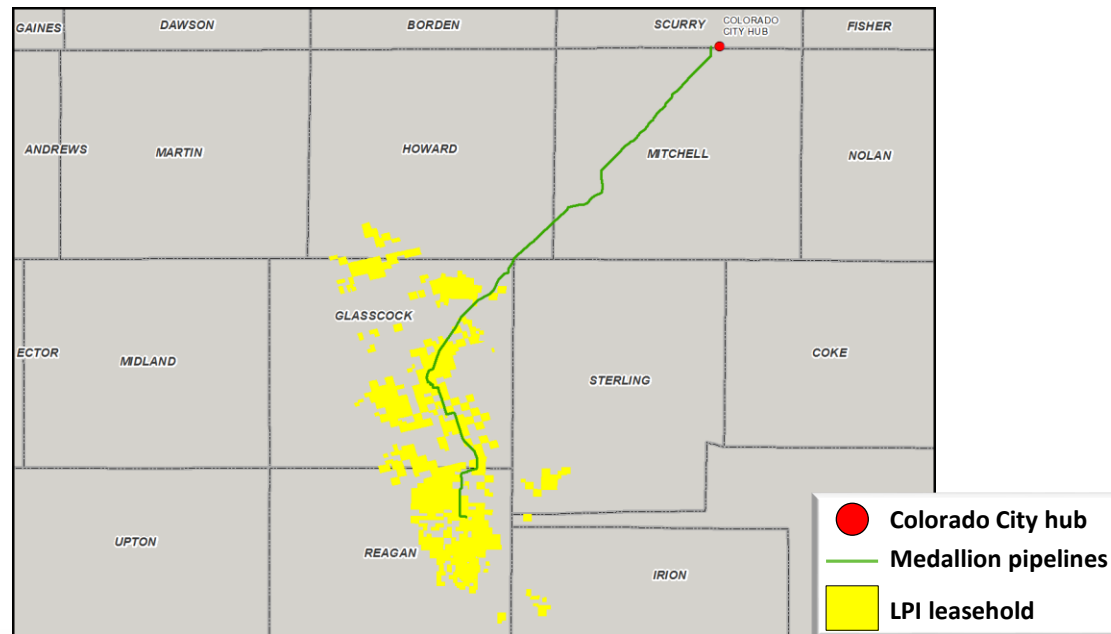 GAINES
DAWSON
BORDEN
SCURRY
COLORADO
CITY HUB
FISHER
ANDREWS
MARTIN
HOWARD
MITCHELL
NOLAN
GLASSCOCK
ECTOR
MIDLAND
STERLING
COKE
UPTON
REAGAN
IRION
Colorado City hub
Medallion pipelines
LPI leasehold